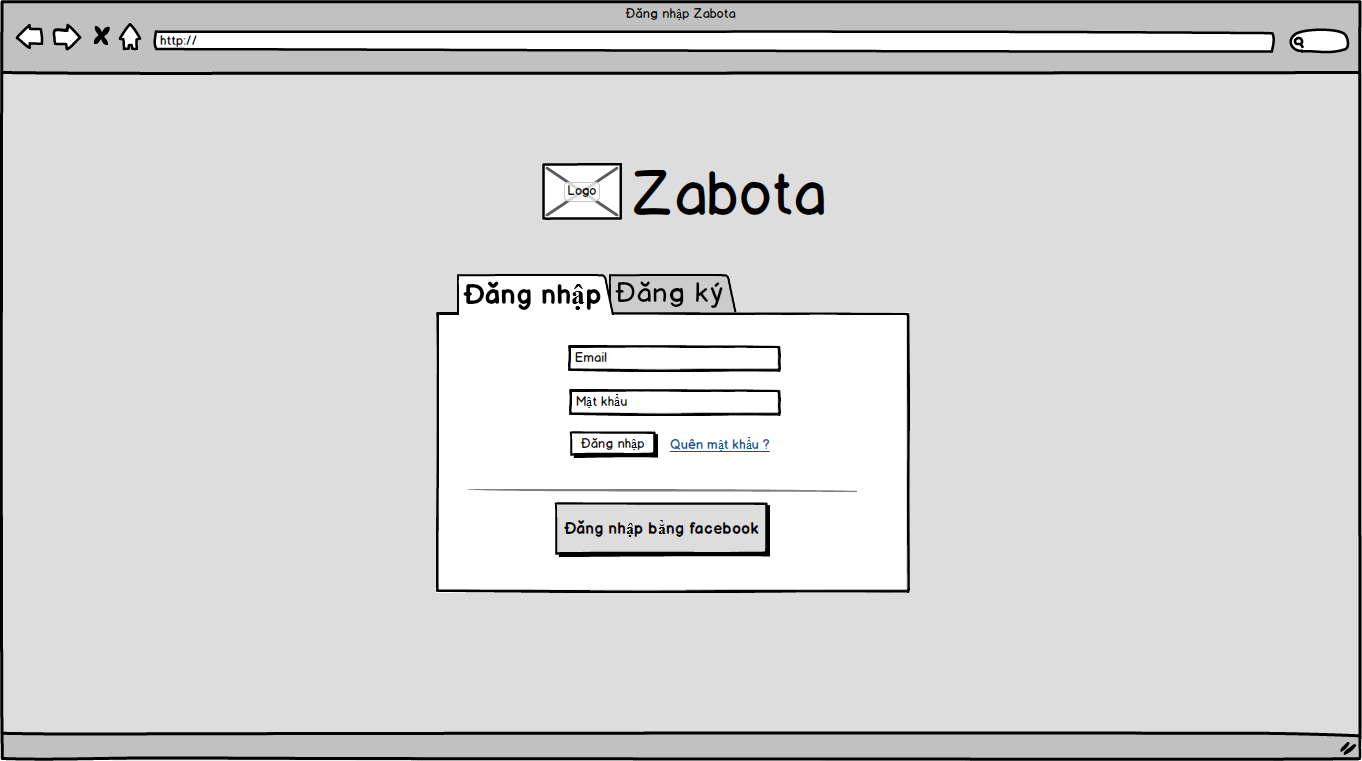 Đăng nhập Zabota
http://
Logo
Zabota
Đăng nhập
Đăng ký
Email
Mật khẩu
Đăng nhập
Quên mật khẩu ?
Đăng nhập bằng facebook